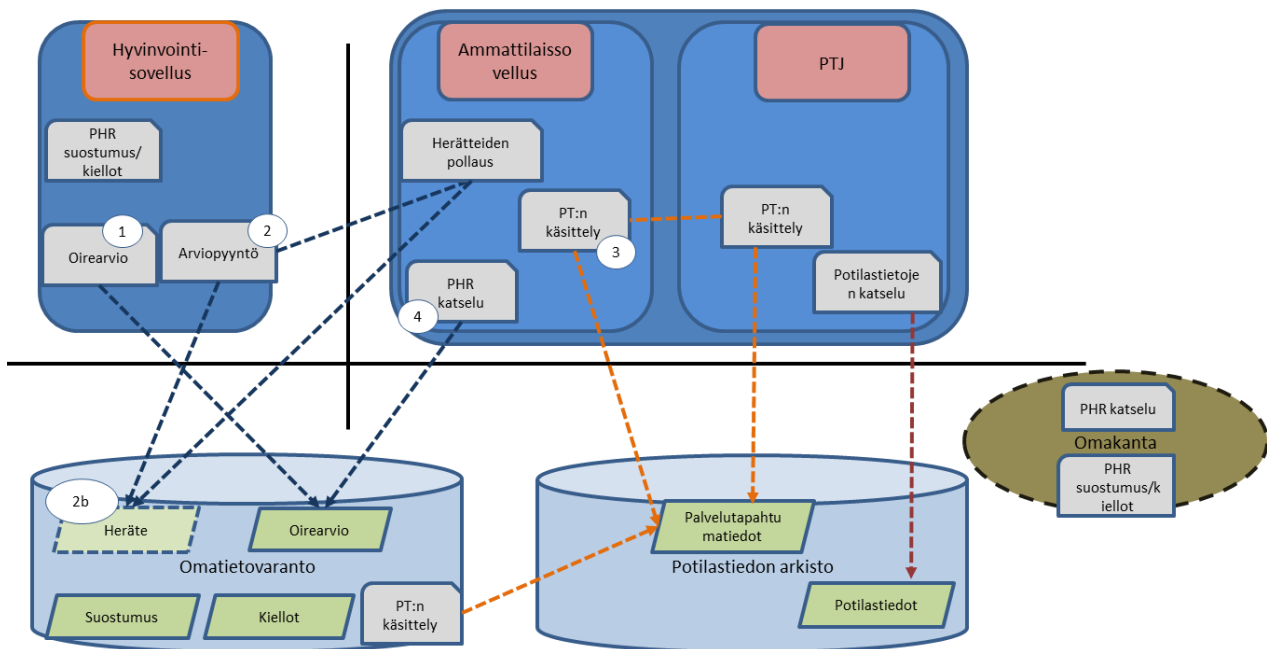 Hyvinvointi-
sovellus
PHR
suostumus/
kiellot
1
Oirearvio
2
Arviopyyntö
Ammattilaisso
vellus
Herätteiden
pollaus
PT:n
käsittely
3
PHR
katselu
4
PTJ
PT:n
käsittely
Potilastietoje
n katselu
PHR katselu
Omakanta
PHR
suostumus/k
iellot
2b
Heräte
Oirearvio
Omatietovaranto
Suostumus
Kiellot
PT:n
käsittely
Palvelutapahtu
matiedot
Potilastiedon arkisto
Potilastiedot